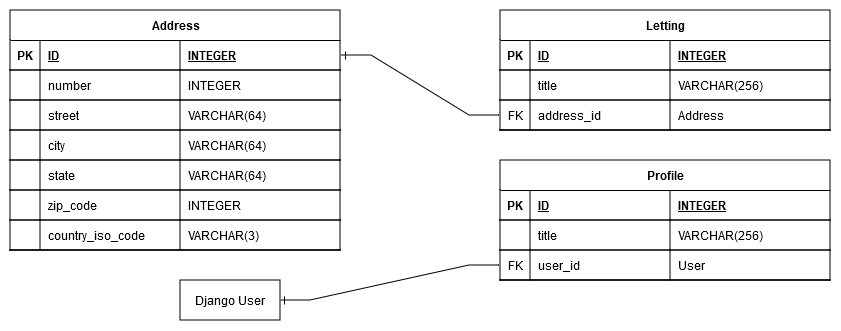 Address
PK ID INTEGER
number INTEGER
street VARCHAR(64)
city VARCHAR(64)
state VARCHAR(64)
zip_code INTEGER
country_iso_code VARCHAR(3)
Letting
PK ID INTEGER
title VARCHAR(256)
FK address_id Address
Profile
PK ID INTEGER
title VARCHAR(256)
FK user_id User
Django User